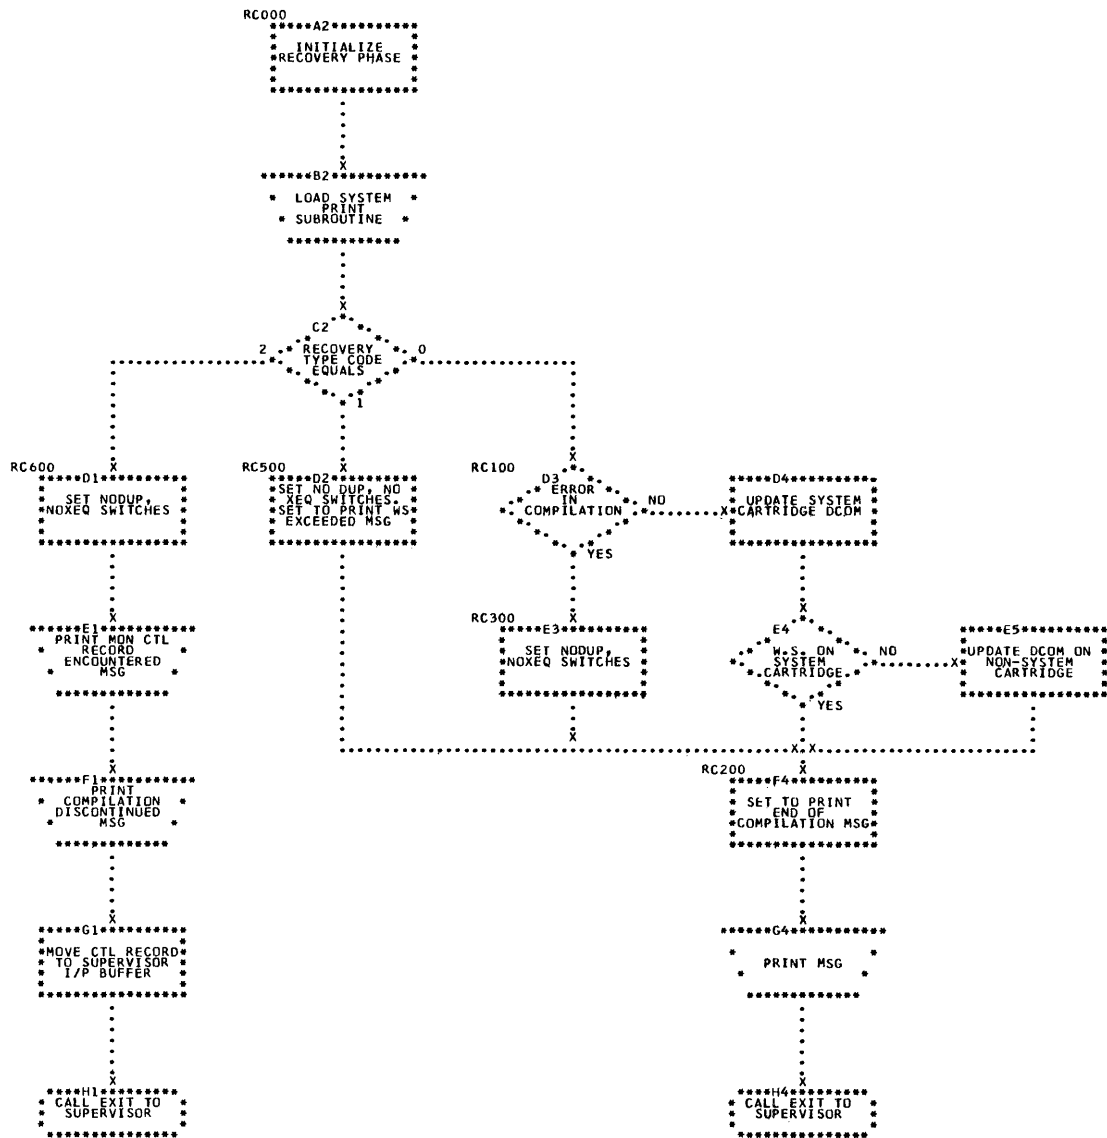 RC000
A2
INITIALIZE
RECOVERY PHASE
B2
LOAD SYSTEM
PRINT
SUBROUTINE
C2
RECOVERY
TYPE CODE
EQUALS
2
0
1
RC600
D1
SET NODUP,
NOXEQ SWITCHES
RC500
D2
SET NO DUP, NO
XEQ SWITCHES.
SET TO PRINT WS
EXCEEDED MSG
RC100
D3
ERROR
IN
COMPILATION
NO
YES
D4
UPDATE SYSTEM
CARTRIDGE DCOM
E1
PRINT MON CTL
RECORD
ENCOUNTERED
MSG
RC300
E3
SET NODUP,
NOXEQ SWITCHES
E4
W.S. ON
SYSTEM
CARTRIDGE
NO
YES
E5
UPDATE DCOM ON
NON-SYSTEM
CARTRIDGE
F1
PRINT
COMPILATION
DISCONTINUED
MSG
RC200
F4
SET TO PRINT
END OF
COMPILATION MSG
G1
MOVE CTL RECORD
TO SUPERVISOR
I/P BUFFER
G4
PRINT MSG
H1
CALL EXIT TO
SUPERVISOR
H4
CALL EXIT TO
SUPERVISOR